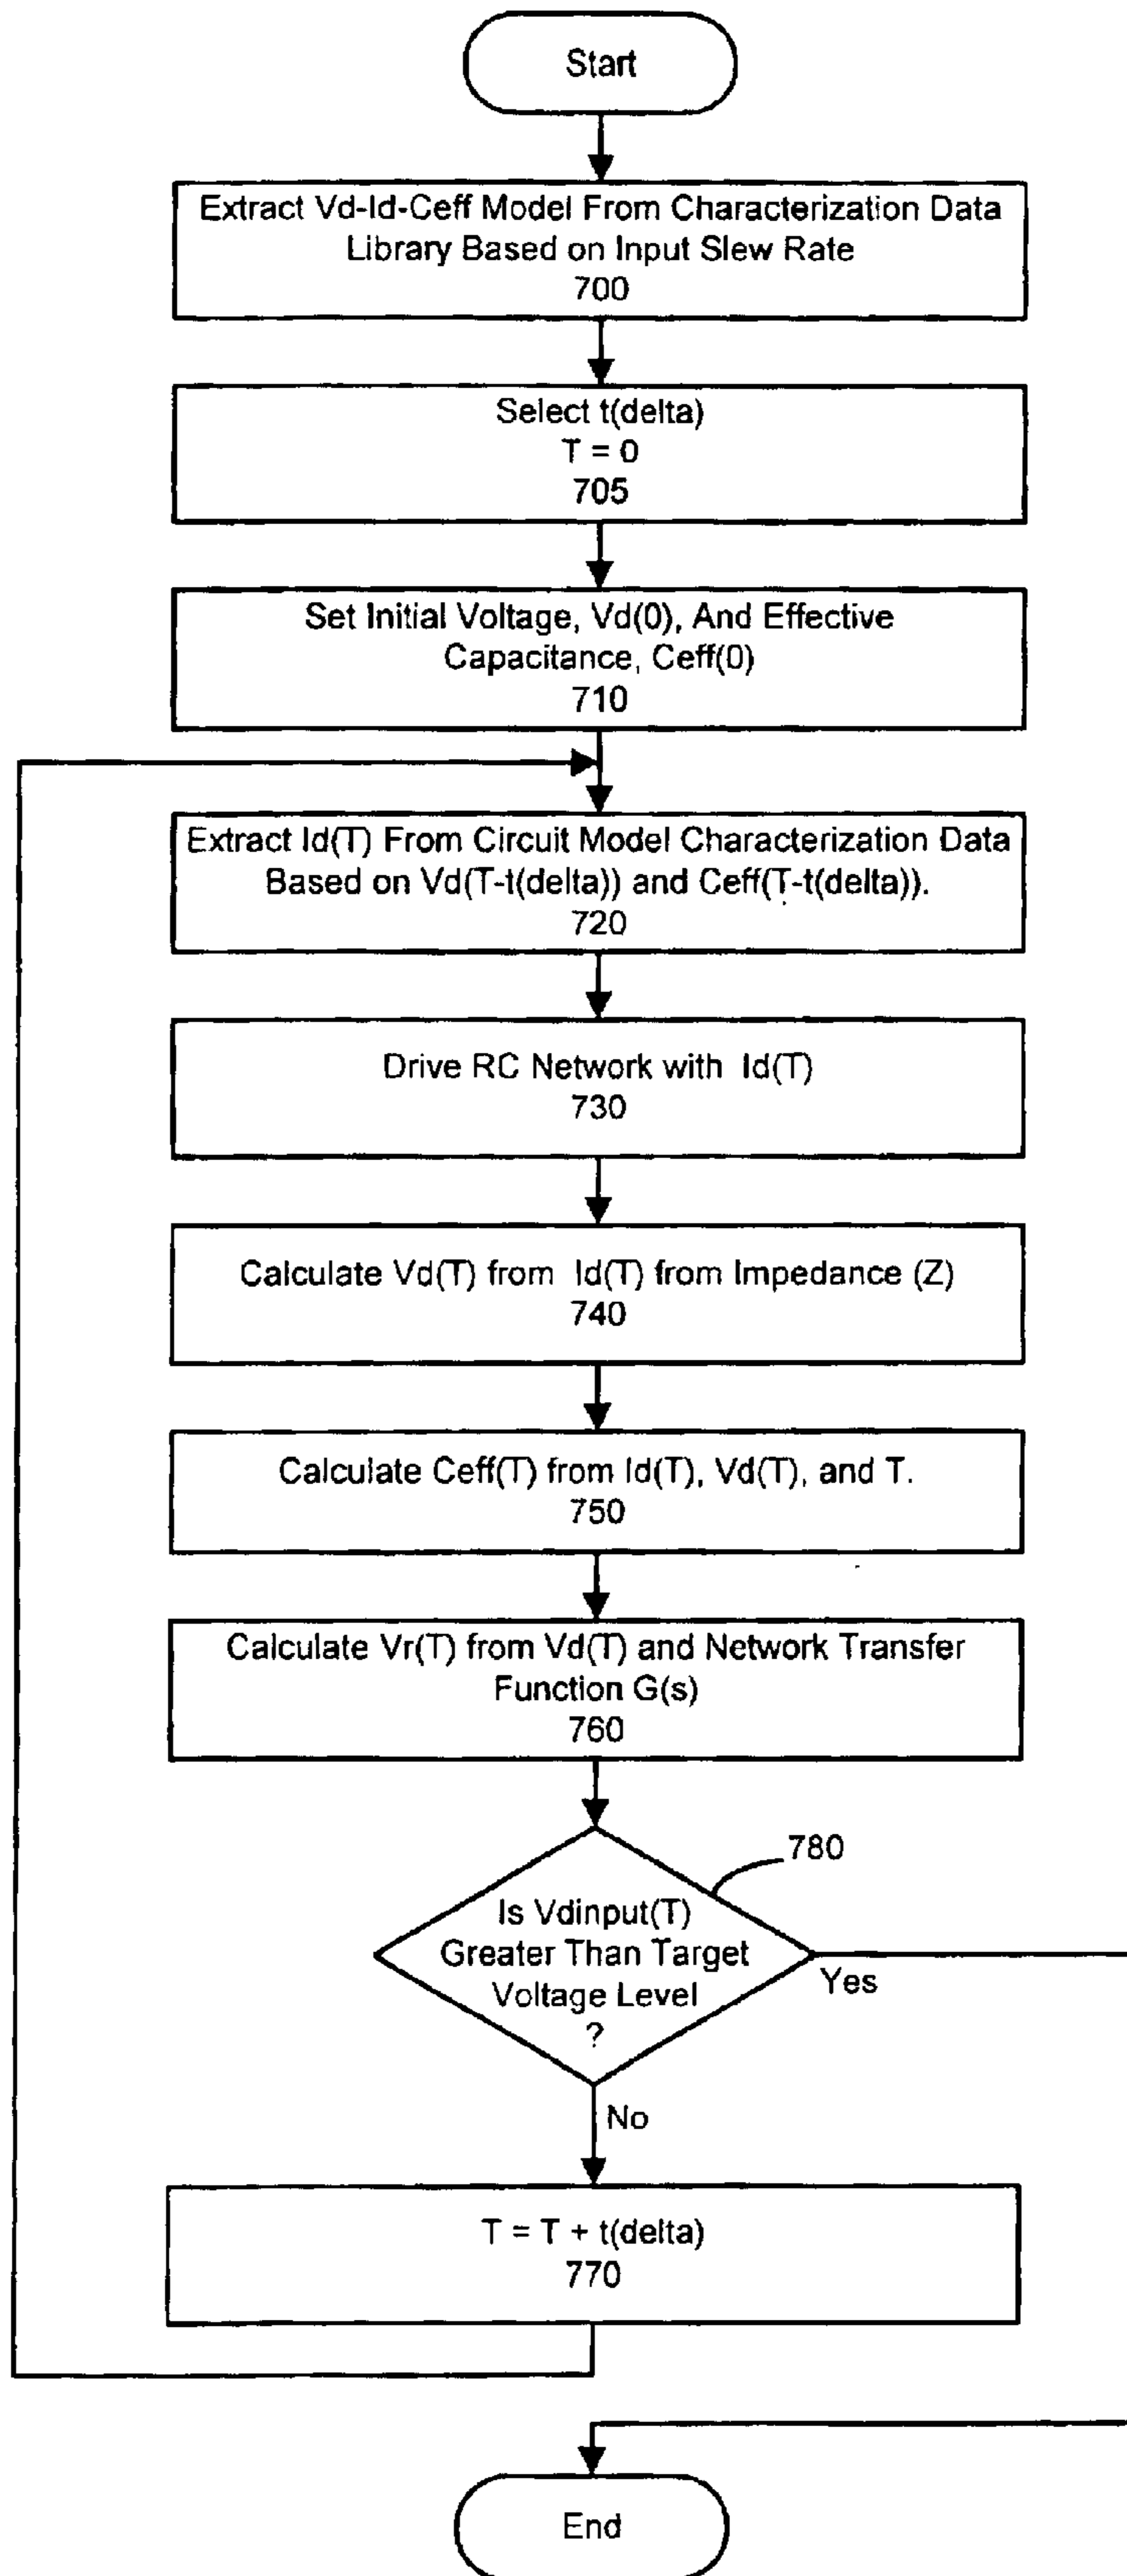 Start
Extract Vd-Id-Ceff Model From Characterization Data
Library Based on Input Slew Rate
700
Select t(delta)
T = 0
705
Set Initial Voltage, Vd(0), And Effective
Capacitance, Ceff(0)
710
Extract Id(T) From Circuit Model Characterization Data
Based on Vd(T-t(delta)) and Ceff(T-t(delta)).
720
Drive RC Network with Id(T)
730
Calculate Vd(T) from Id(T) from Impedance (Z)
740
Calculate Ceff(T) from Id(T), Vd(T), and T.
750
Calculate Vr(T) from Vd(T) and Network Transfer
Function G(s)
760
780
Is Vdinput(T)
Greater Than Target
Voltage Level
?
Yes
No
T = T + t(delta)
770
End